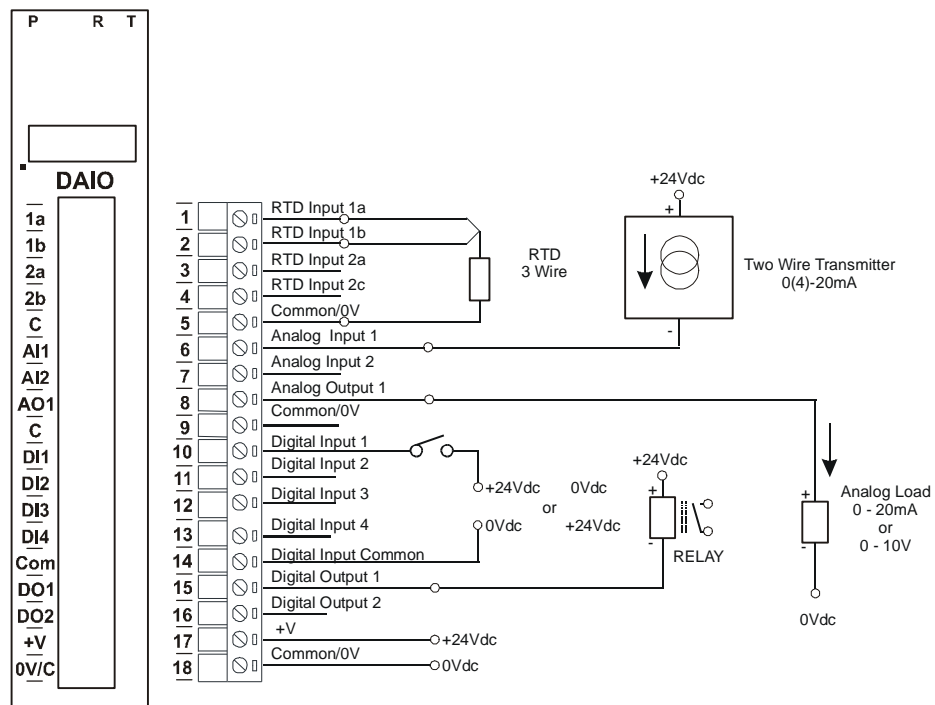 P R T
DAIO
1a
1b
2a
2b
C
AI1
AI2
AO1
C
DI1
DI2
DI3
DI4
Com
DO1
DO2
+V
0V/C
1 RTD Input 1a
2 RTD Input 1b
3 RTD Input 2a
4 RTD Input 2c
5 Common/0V
6 Analog Input 1
7 Analog Input 2
8 Analog Output 1
9 Common/0V
10 Digital Input 1
11 Digital Input 2
12 Digital Input 3
13 Digital Input 4
14 Digital Input Common
15 Digital Output 1
16 Digital Output 2
17 +V +24Vdc
18 Common/0V 0Vdc
RTD
3 Wire
+24Vdc
+
-
Two Wire Transmitter
0(4)-20mA
+24Vdc 0Vdc
or
0Vdc +24Vdc
+24Vdc
+
-
RELAY
+
-
Analog Load
0 - 20mA
or
0 - 10V
0Vdc